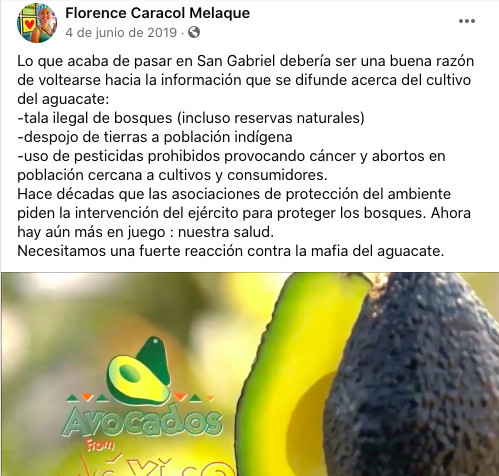 Florence Caracol Melaque
4 de junio de 2019 ·
Lo que acaba de pasar en San Gabriel debería ser una buena razón
de voltearse hacia la información que se difunde acerca del cultivo
del aguacate:
-tala ilegal de bosques (incluso reservas naturales)
-despojo de tierras a población indígena
-uso de pesticidas prohibidos provocando cáncer y abortos en
población cercana a cultivos y consumidores.
Hace décadas que las asociaciones de protección del ambiente
piden la intervención del ejército para proteger los bosques. Ahora
hay aún más en juego : nuestra salud.
Necesitamos una fuerte reacción contra la mafia del aguacate.
Avocados
From
México